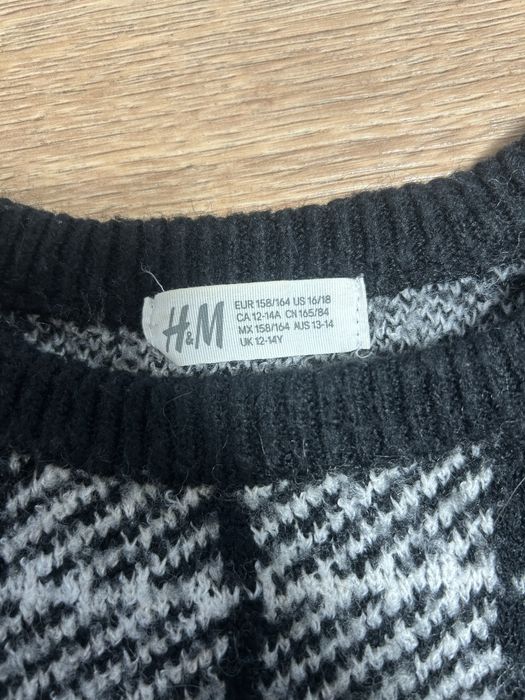 H&M
EUR 158/164 US 16/18
CA 12-14A CN 165/84
MX 158/164 AUS 13-14
UK 12-14Y